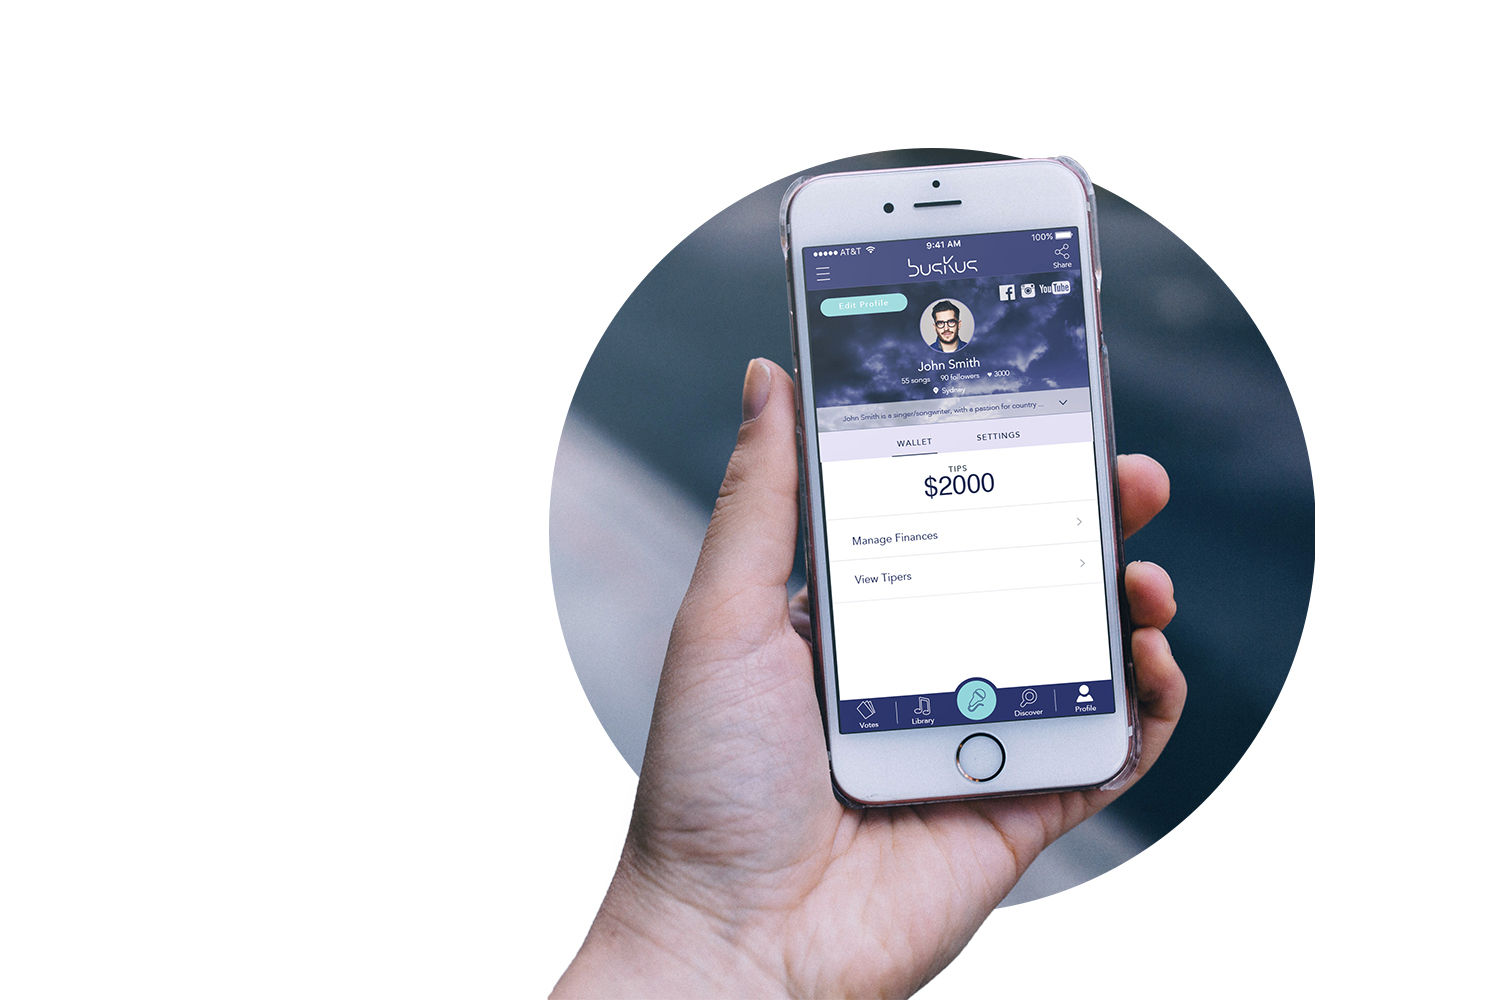 AT&T 9:41 AM 100%
busKus
Share
Edit Profile
You Tube
John Smith
55 songs 90 followers ♥ 3000
Sydney
John Smith is a singer/songwriter, with a passion for country ...
WALLET SETTINGS
TIPS
$2000
Manage Finances
View Tipers
Votes Library Discover Profile